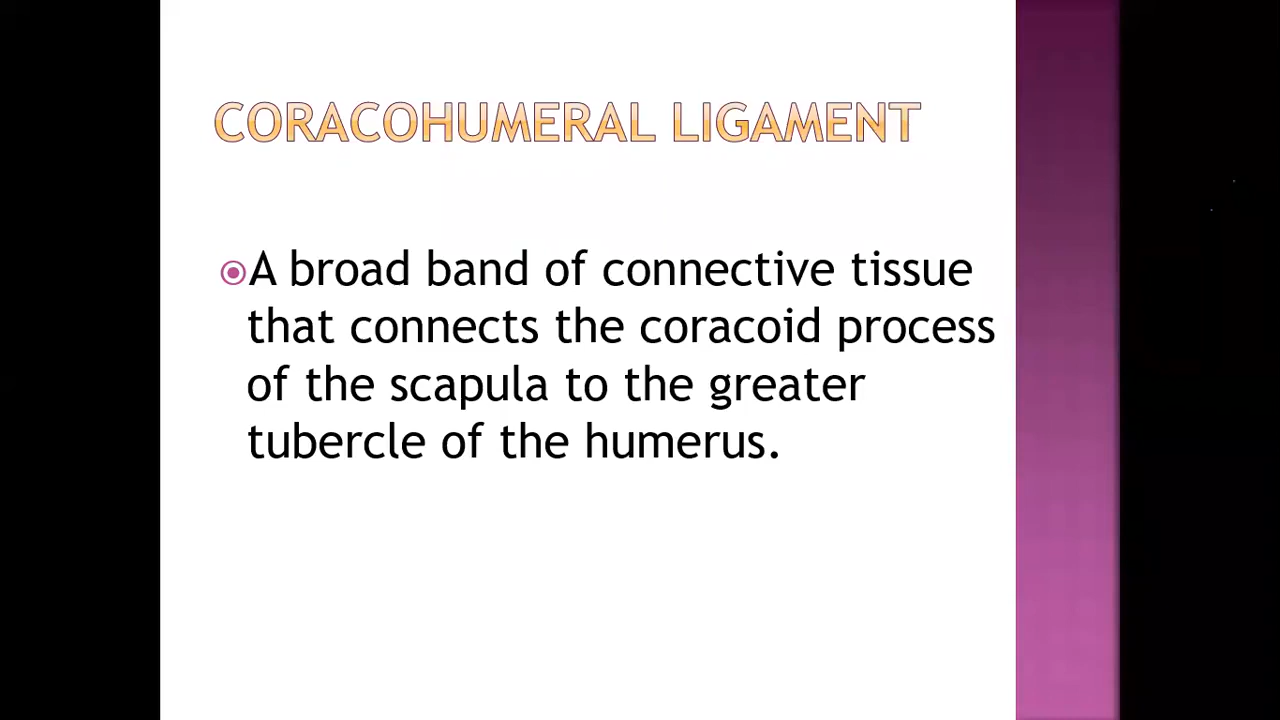 CORACOHUMERAL LIGAMENT
A broad band of connective tissue
that connects the coracoid process
of the scapula to the greater
tubercle of the humerus.